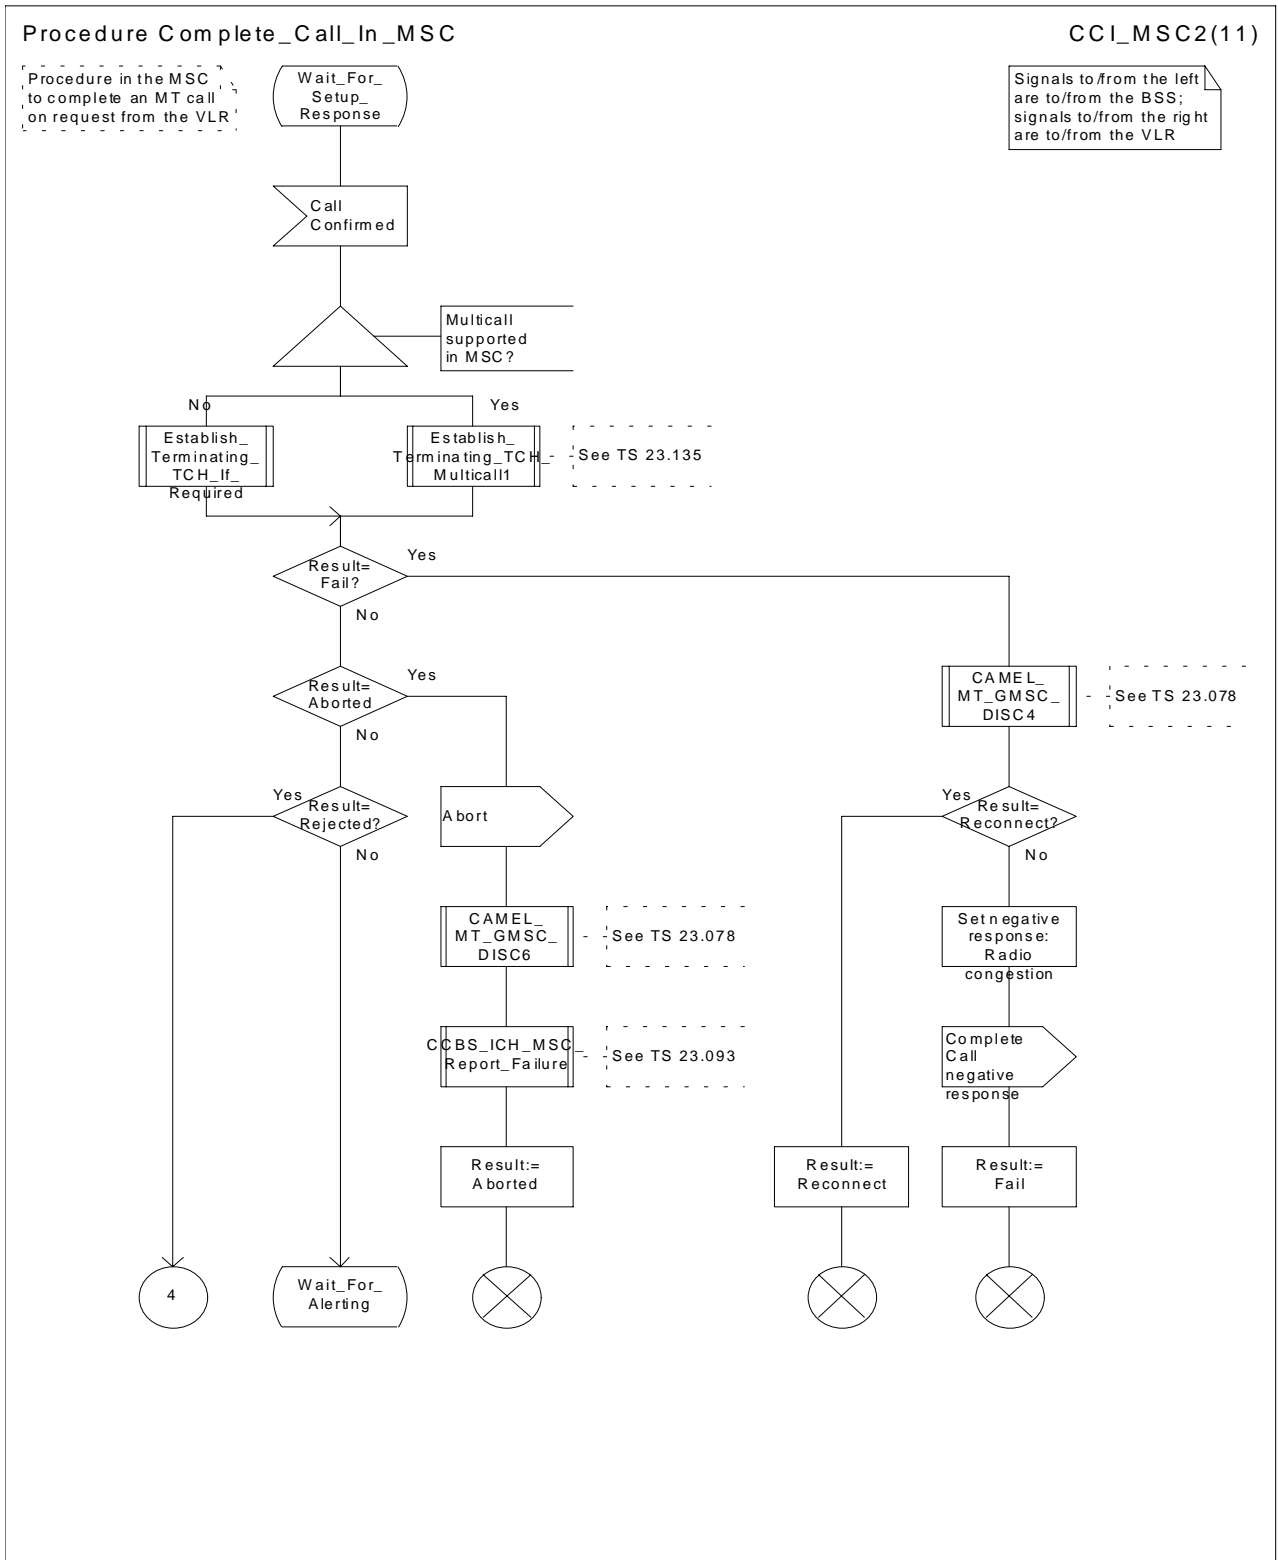 Procedure Complete_Call_In_MSC
CCI_MSC2(11)
Procedure in the MSC
to complete an MT call
on request from the VLR
Wait_For_
Setup_
Response
Signals to/from the left
are to/from the BSS;
signals to/from the right
are to/from the VLR
Call
Confirmed
Multicall
supported
in MSC?
No
Yes
Establish_
Terminating_
TCH_If_
Required
Establish_
Terminating_TCH_
Multicall1
See TS 23.135
Result=
Fail?
Yes
No
Result=
Aborted
Yes
No
CAMEL_
MT_GMSC_
DISC4
See TS 23.078
Yes
Result=
Rejected?
No
Abort
Yes
Result=
Reconnect?
No
CAMEL_
MT_GMSC_
DISC6
See TS 23.078
Set negative
response:
Radio
congestion
CCBS_ICH_MSC_
Report_Failure
See TS 23.093
Complete
Call
negative
response
Result:=
Aborted
Result:=
Reconnect
Result:=
Fail
4
Wait_For_
Alerting